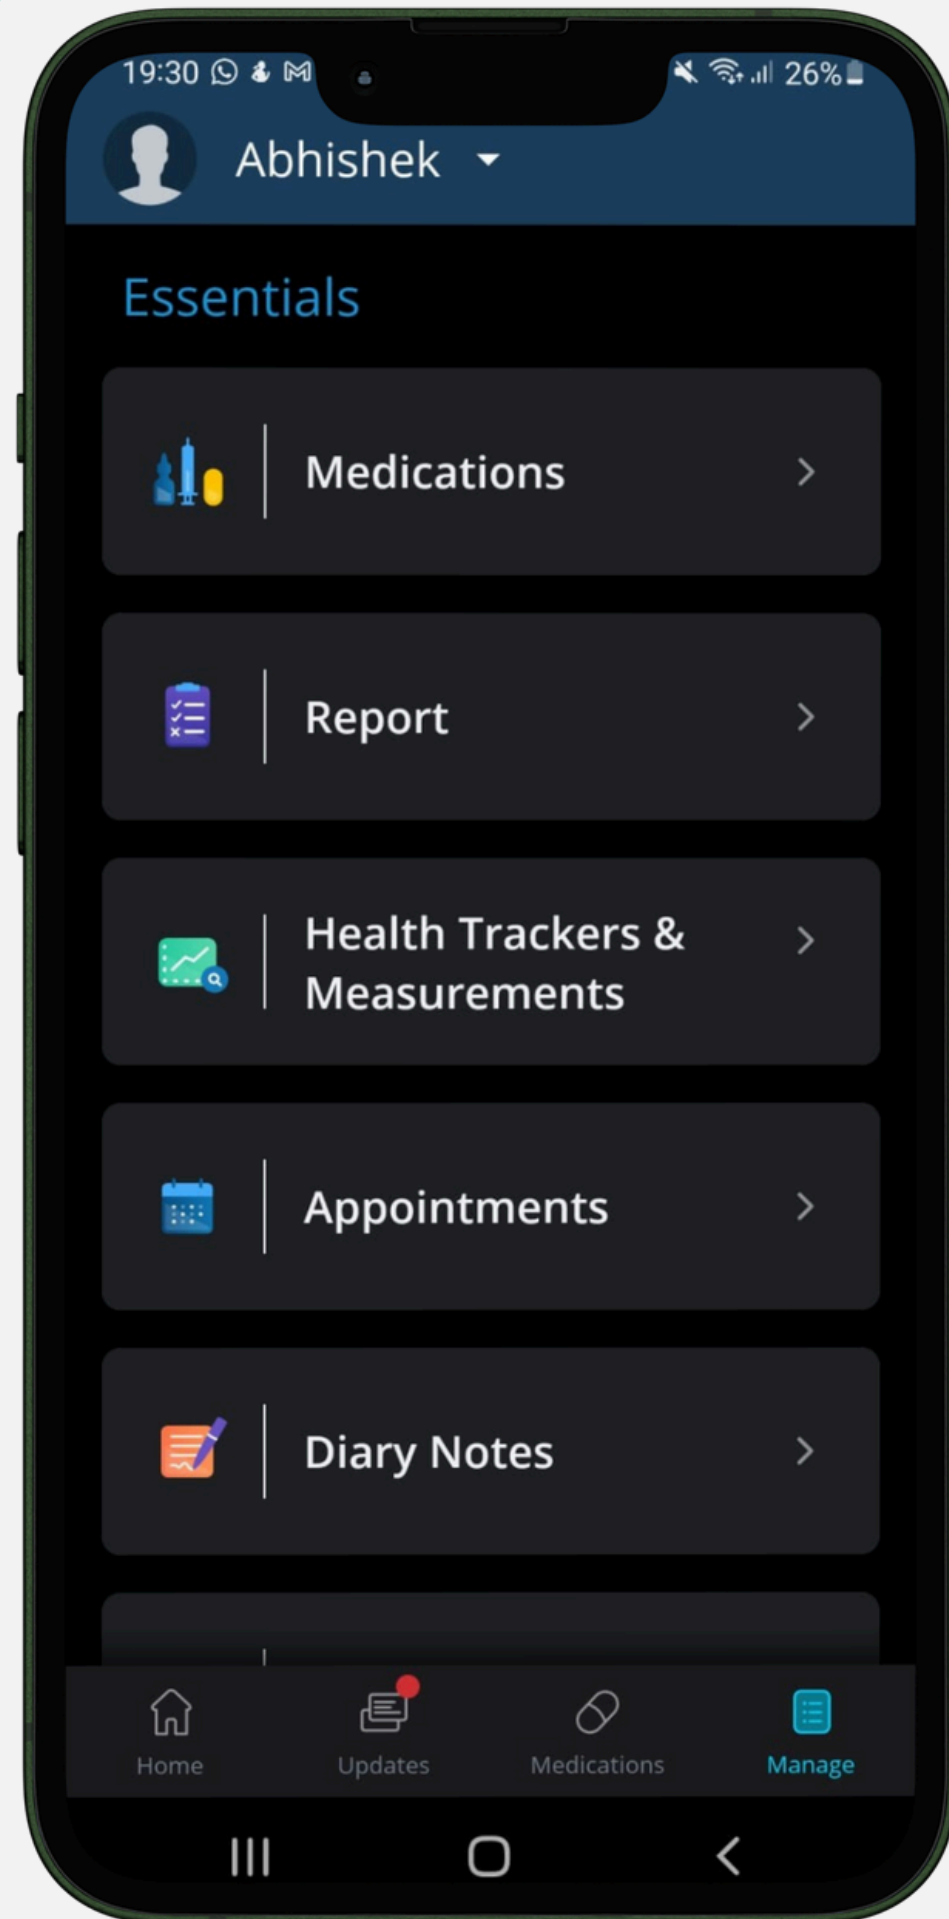 19:30
26%
Abhishek
Essentials
Medications
Report
Health Trackers &
Measurements
Appointments
Diary Notes
Home
Updates
Medications
Manage